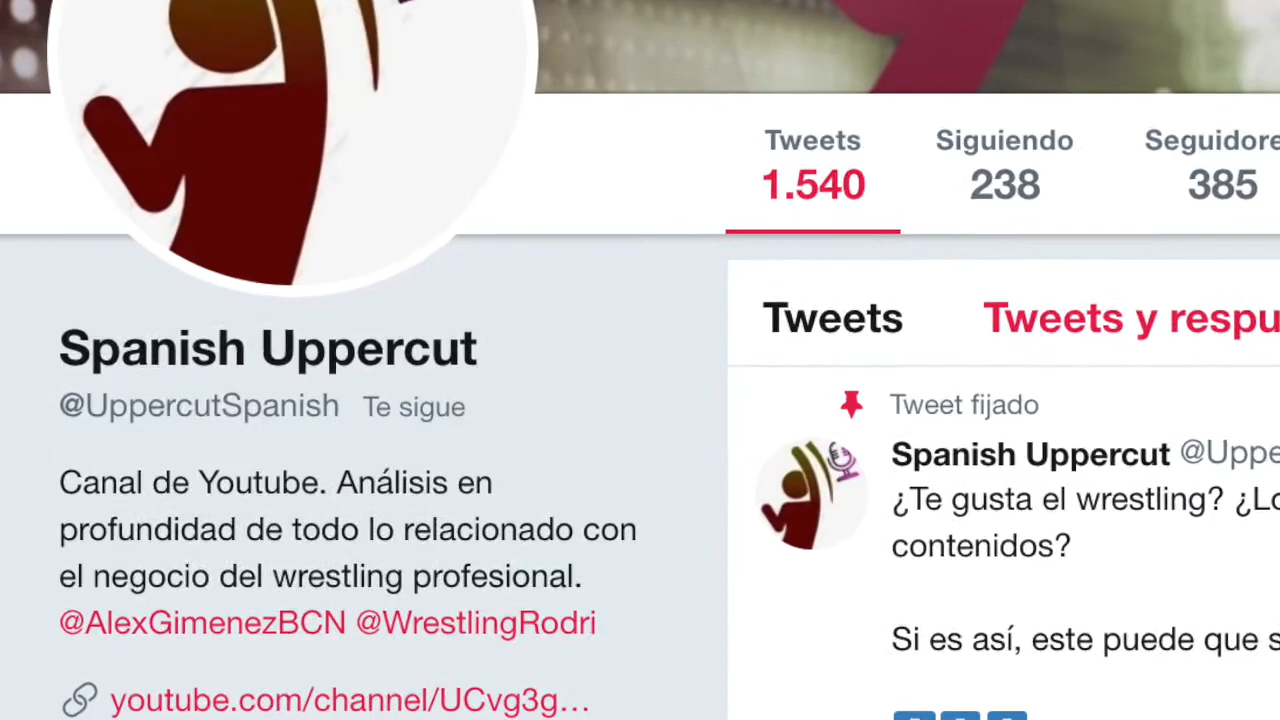 Tweets
1.540
Siguiendo
238
Seguidore
385
Spanish Uppercut
@UppercutSpanish Te sigue
Canal de Youtube. Análisis en
profundidad de todo lo relacionado con
el negocio del wrestling profesional.
@AlexGimenezBCN @WrestlingRodri
youtube.com/channel/UCvg3g...
Tweets Tweets y respu
Tweet fijado
Spanish Uppercut @Uppe
¿Te gusta el wrestling? ¿Lo
contenidos?
Si es así, este puede que s